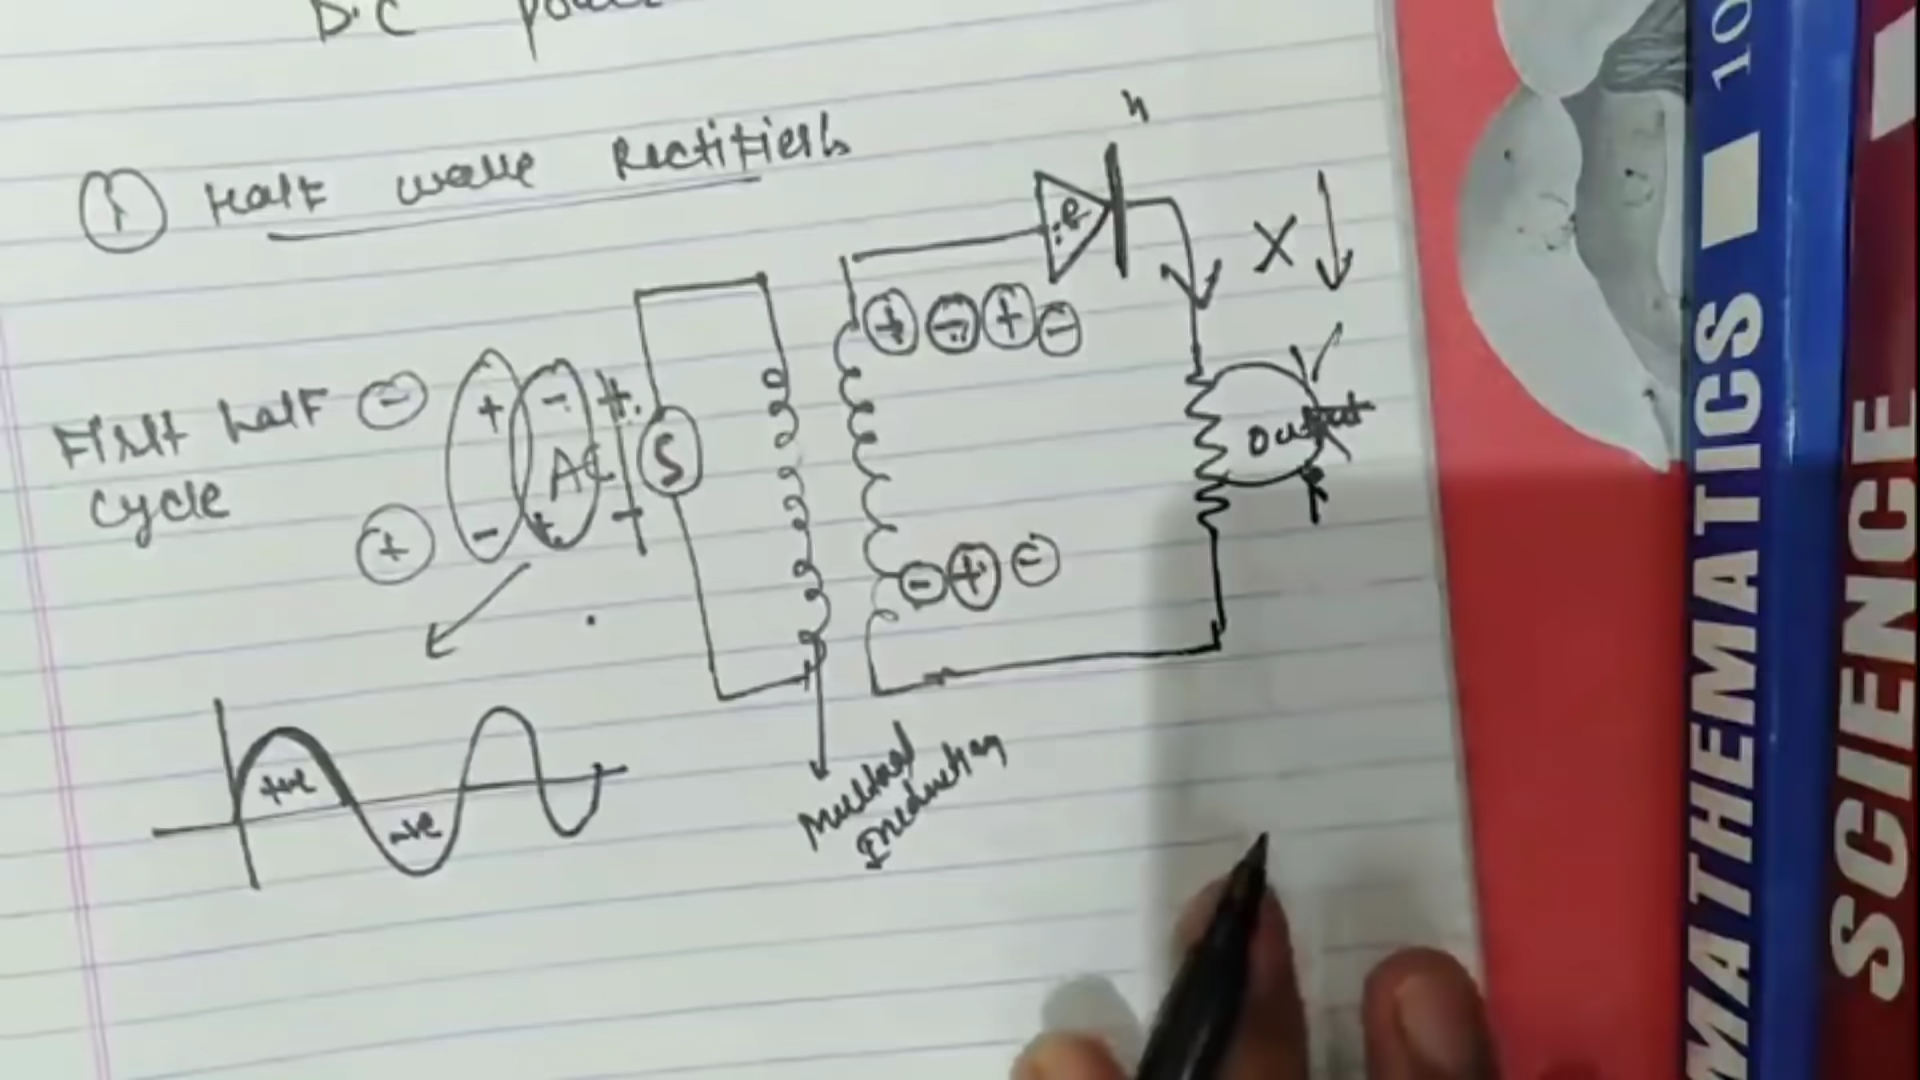 D.C
① Half wave Rectifiers
n
P
X
First half
cycle
AC
S
Output
+ve
-ve
Mutual
Induction
MATHEMATICS 10
SCIENCE